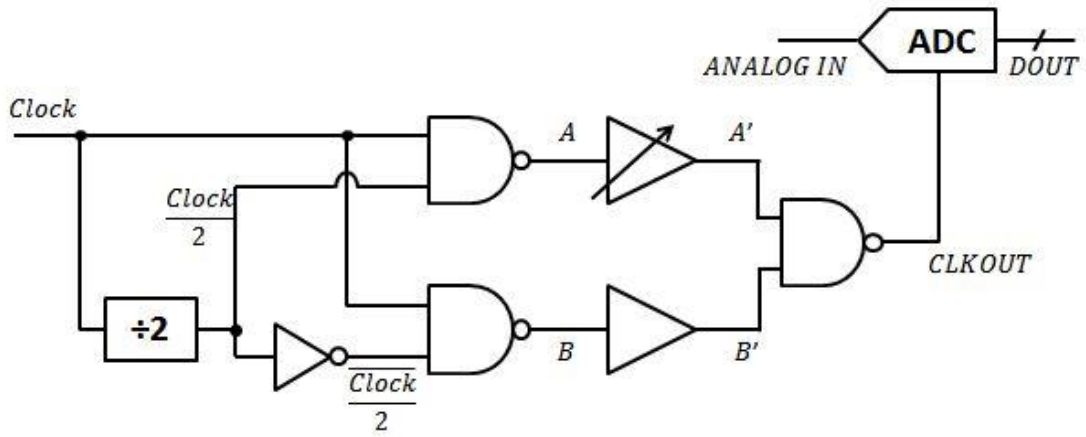 ADC
ANALOG IN
DOUT
Clock
A
A'
Clock
2
CLKOUT
÷2
B
B'
Clock
2